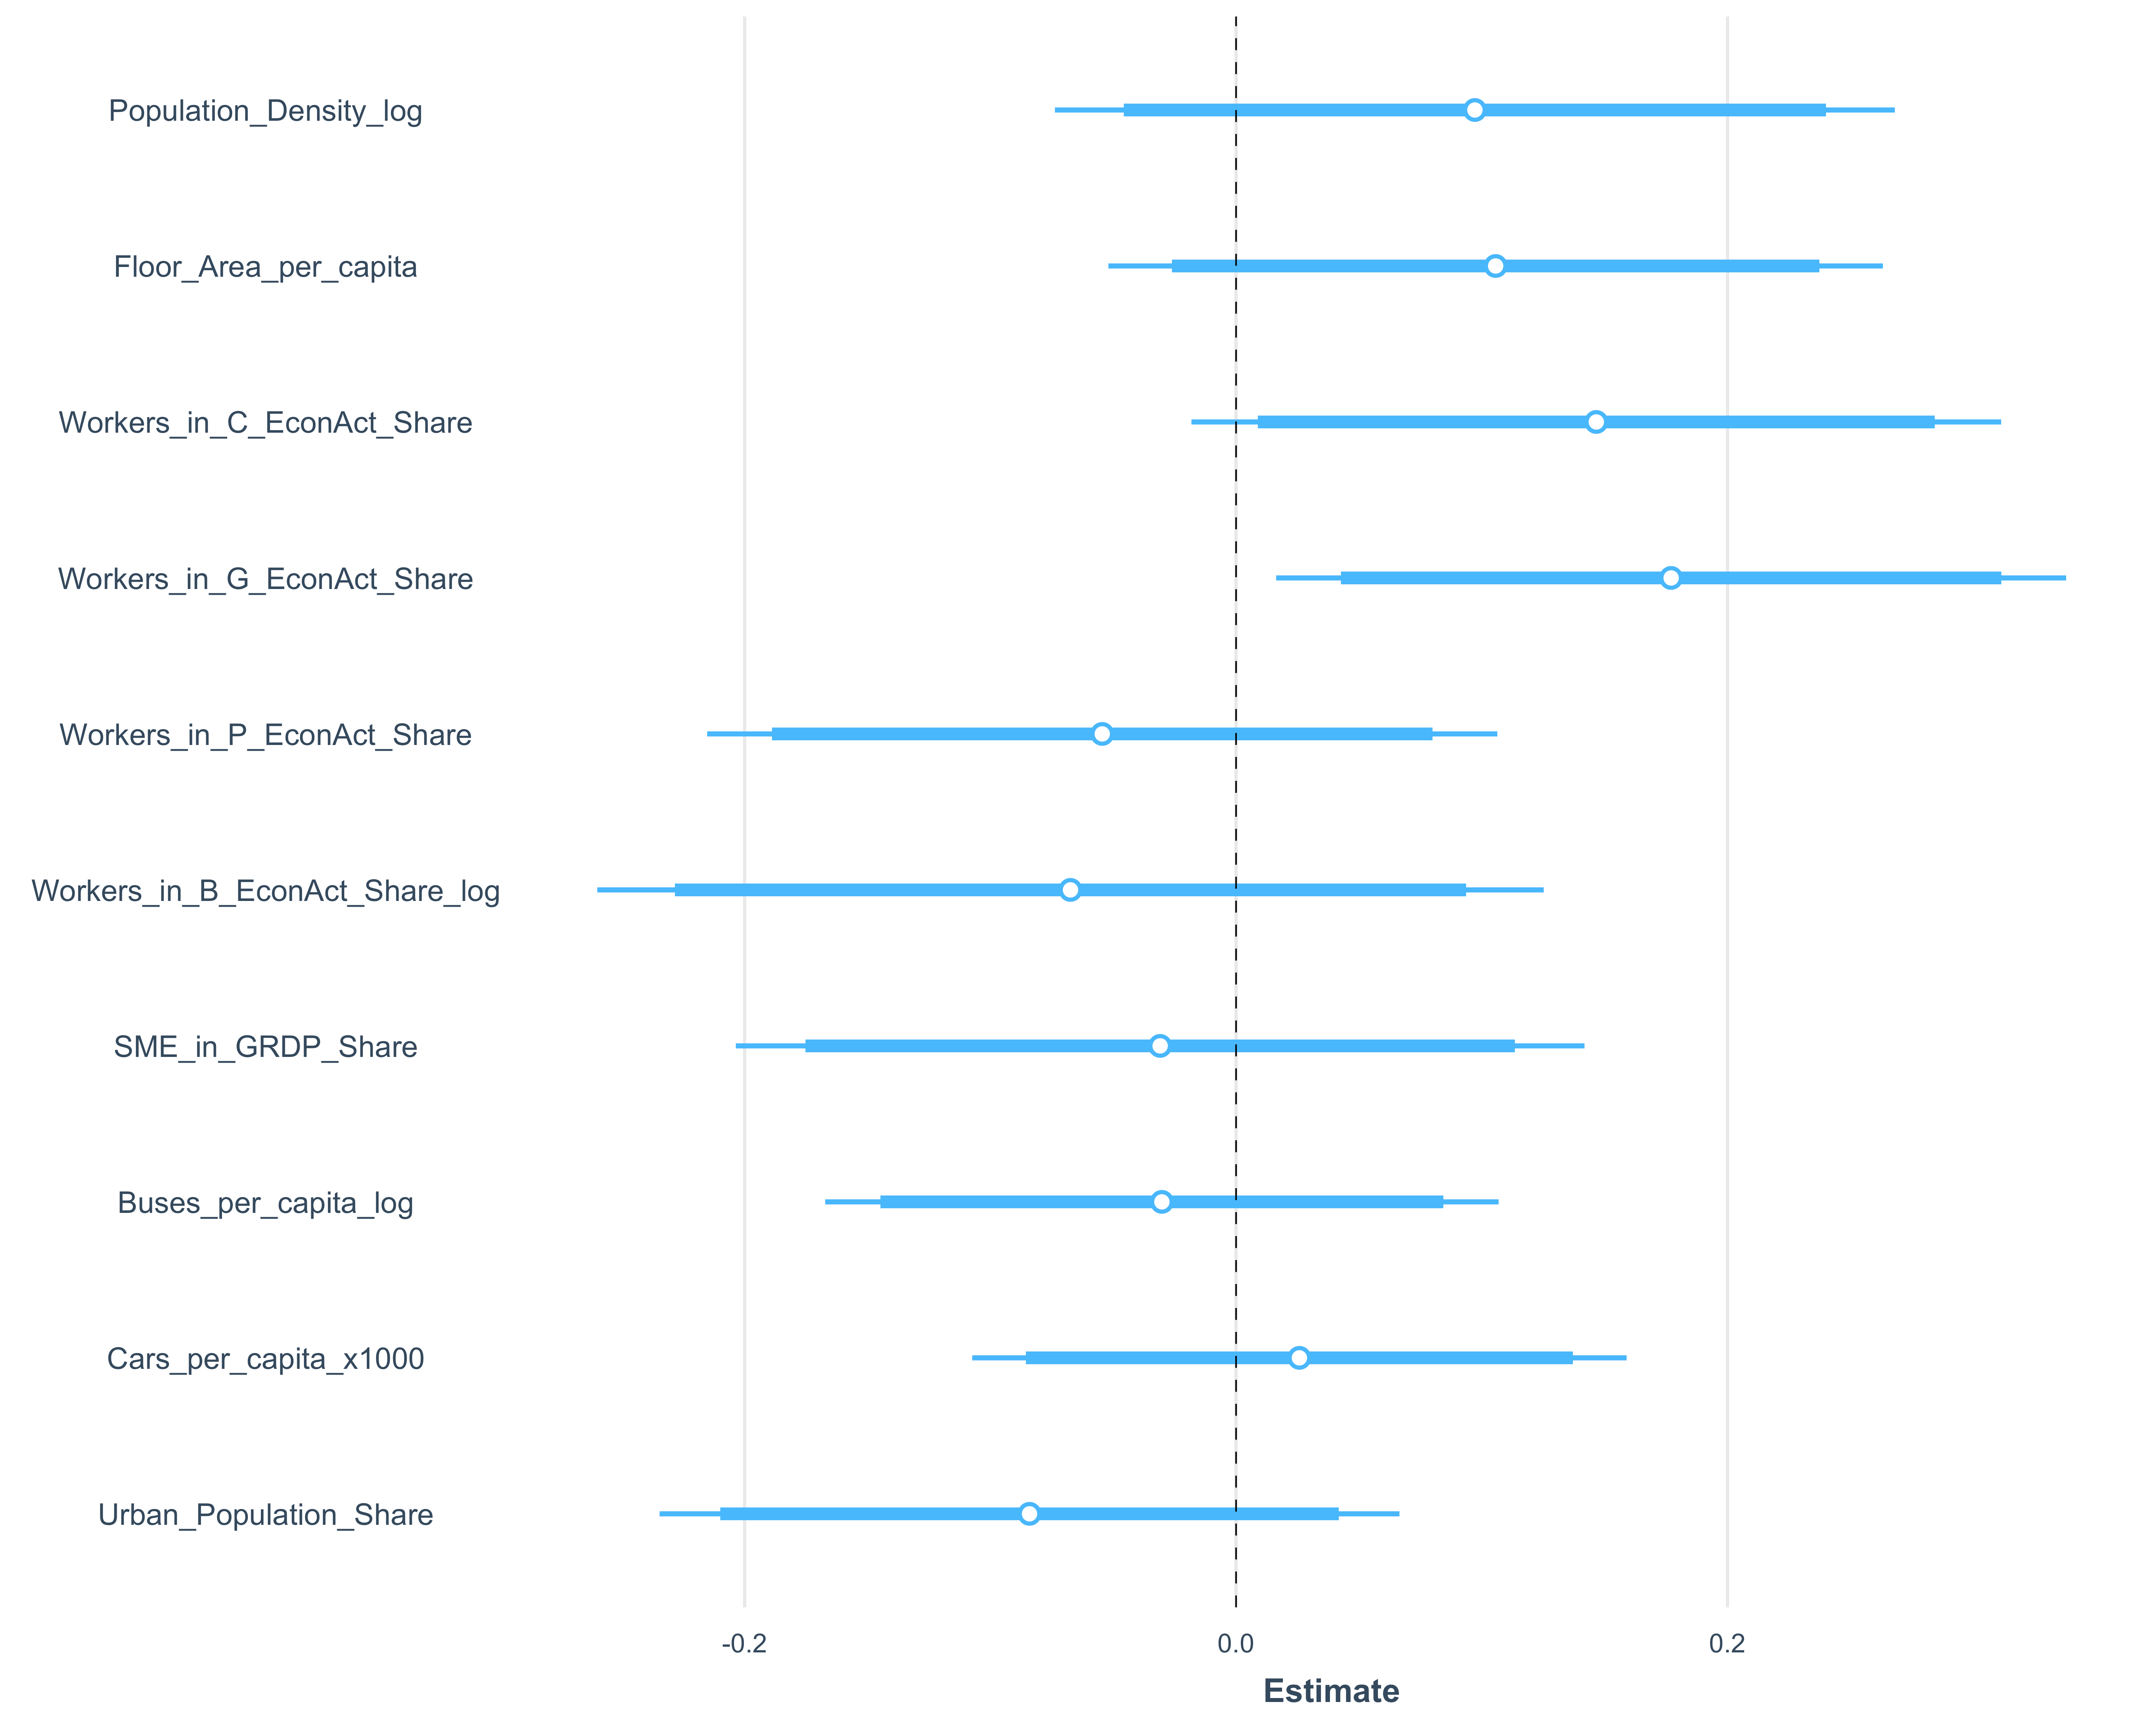 Population_Density_log
Floor_Area_per_capita
Workers_in_C_EconAct_Share
Workers_in_G_EconAct_Share
Workers_in_P_EconAct_Share
Workers_in_B_EconAct_Share_log
SME_in_GRDP_Share
Buses_per_capita_log
Cars_per_capita_x1000
Urban_Population_Share
-0.2 0.0 0.2
Estimate